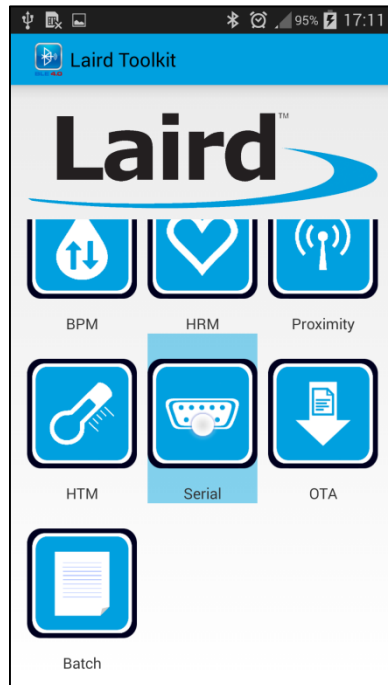 95% 17:11
Laird Toolkit
Laird™
BPM HRM Proximity
HTM Serial OTA
Batch